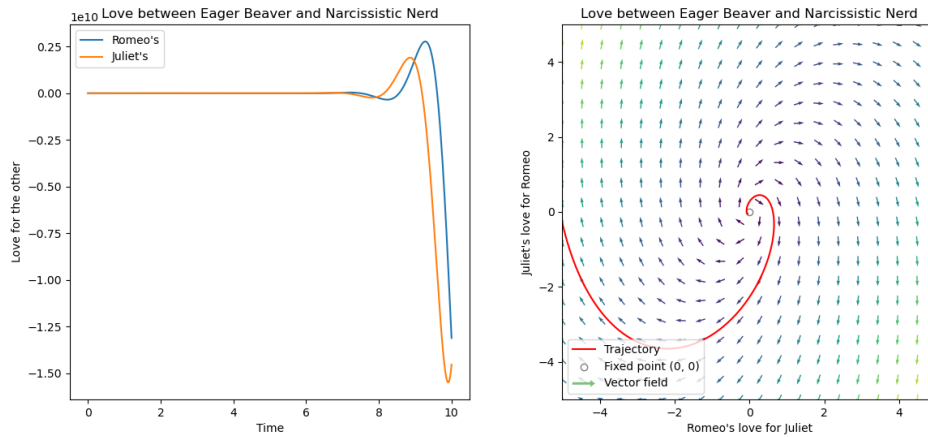 Love between Eager Beaver and Narcissistic Nerd
1e10
Romeo's
Juliet's
0.25
0.00
-0.25
-0.50
-0.75
-1.00
-1.25
-1.50
Love for the other
0
2
4
6
8
10
Time
Love between Eager Beaver and Narcissistic Nerd
4
2
0
−2
−4
Juliet's love for Romeo
Trajectory
Fixed point (0, 0)
Vector field
−4
−2
0
2
4
Romeo's love for Juliet